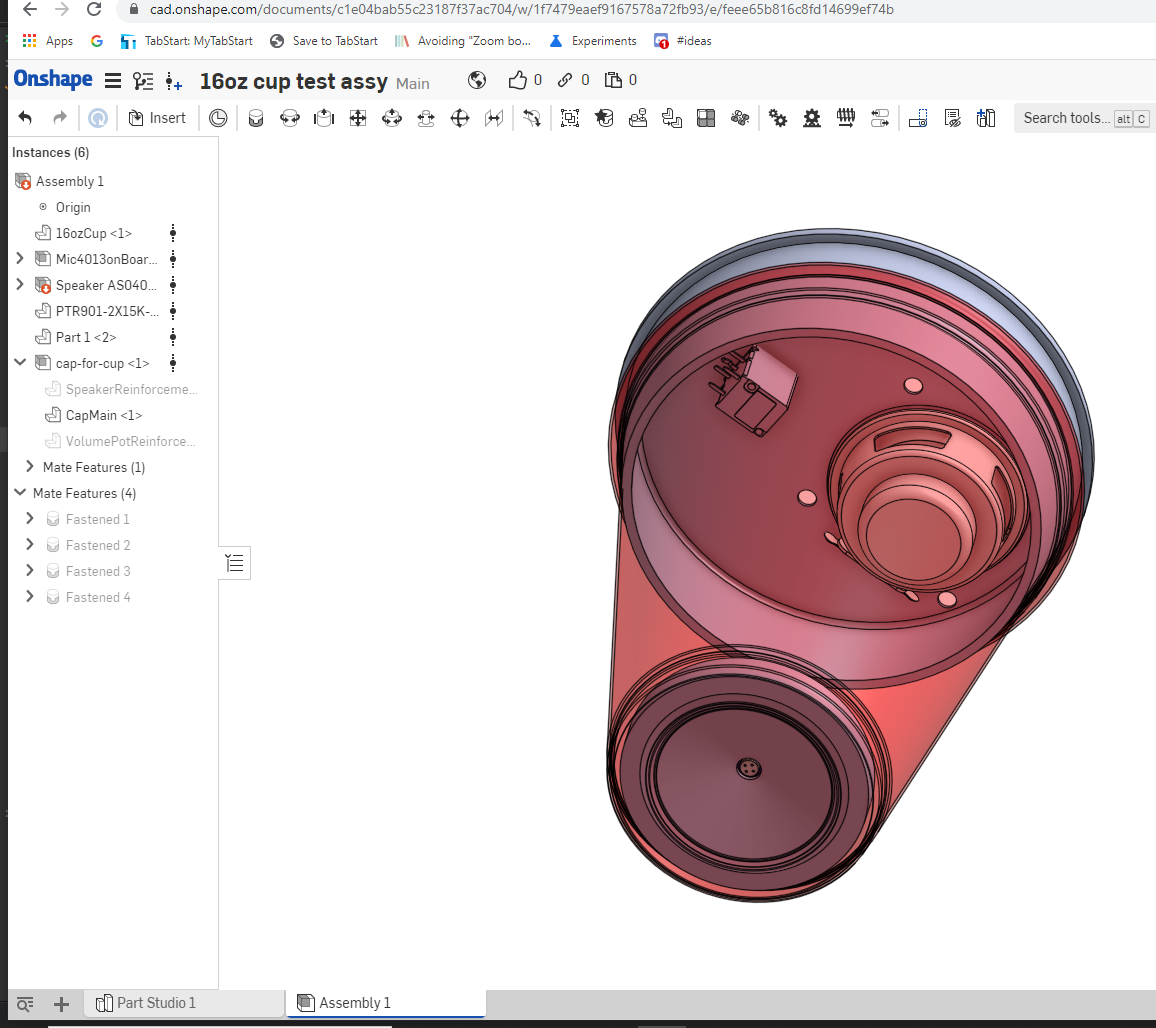 cad.onshape.com/documents/c1e04bab55c23187f37ac704/w/1f7479eaef9167578a72fb93/e/feee65b816c8fd14699ef74b
Apps TabStart: MyTabStart Save to TabStart Avoiding "Zoom bo... Experiments #ideas
Onshape 16oz cup test assy Main 0 0 0
Insert Search tools... alt C
Instances (6)
Assembly 1
Origin
16ozCup <1>
Mic4013onBoar...
Speaker AS040...
PTR901-2X15K-...
Part 1 <2>
cap-for-cup <1>
SpeakerReinforceme...
CapMain <1>
VolumePotReinforce...
Mate Features (1)
Mate Features (4)
Fastened 1
Fastened 2
Fastened 3
Fastened 4
Part Studio 1 Assembly 1